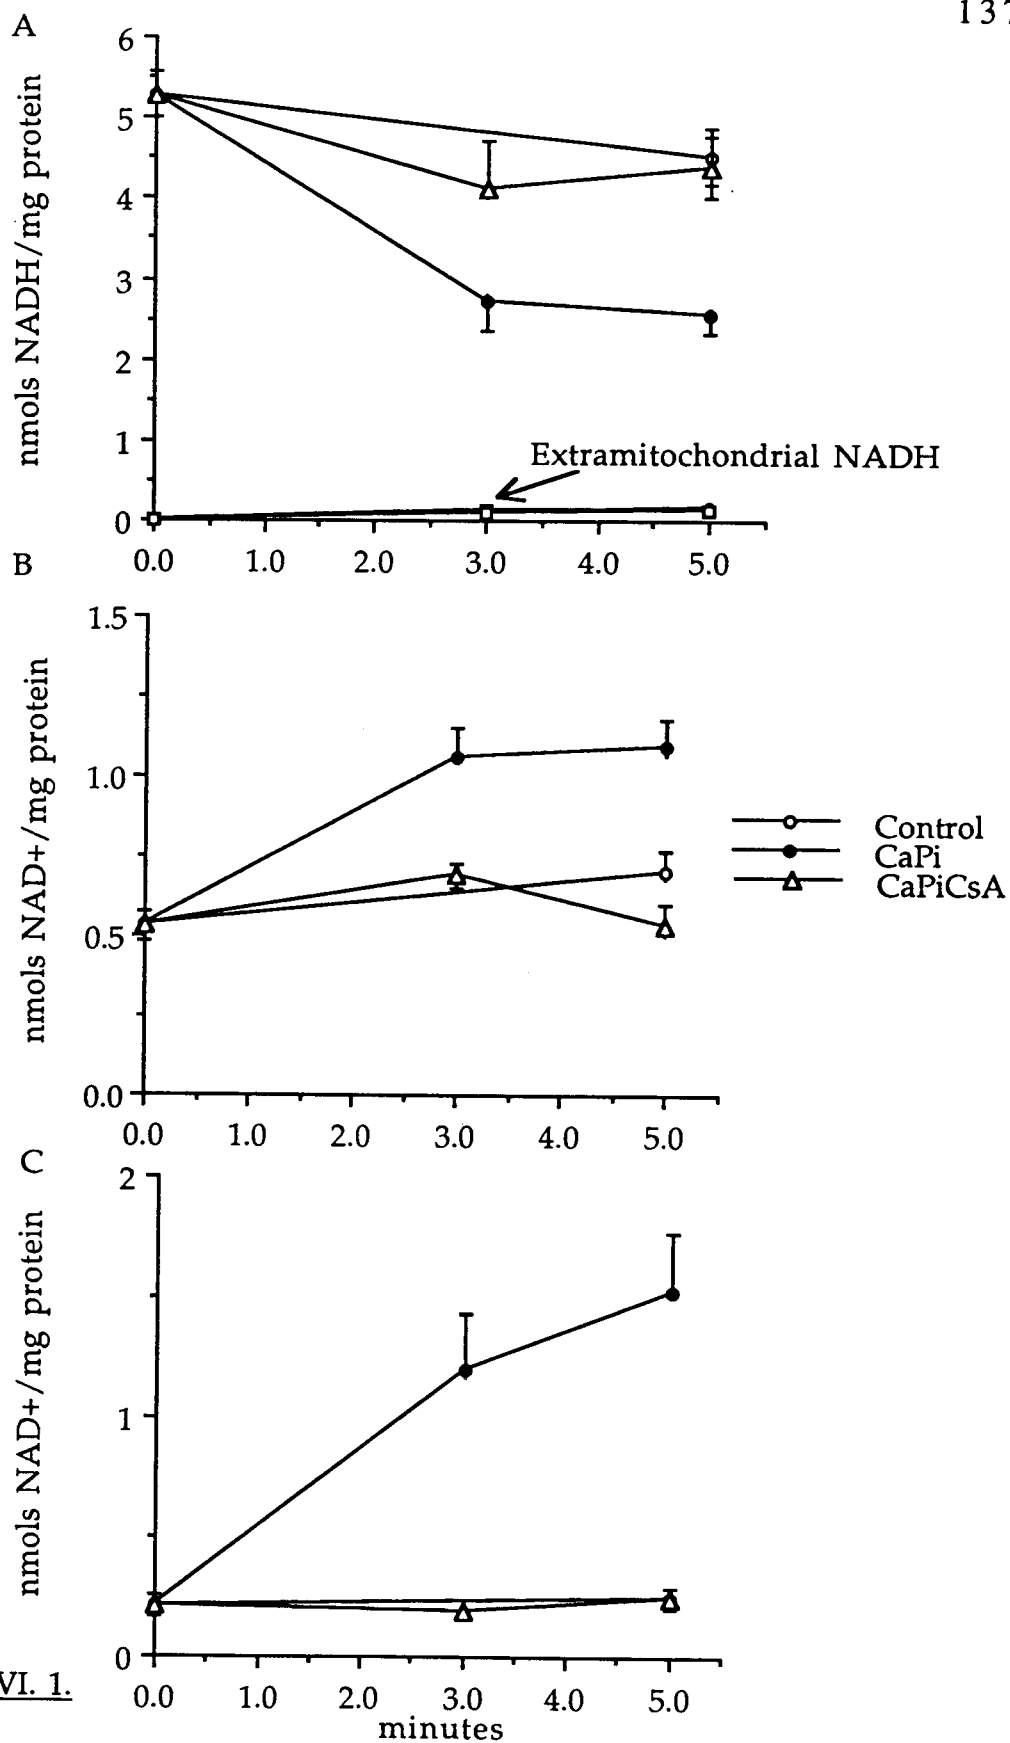 137
A
nmols NADH/mg protein
6
5
4
3
2
1
0
Extramitochondrial NADH
0.0 1.0 2.0 3.0 4.0 5.0
B
nmols NAD+/mg protein
1.5
1.0
0.5
0.0
Control
CaPi
CaPiCsA
0.0 1.0 2.0 3.0 4.0 5.0
C
nmols NAD+/mg protein
2
1
0
0.0 1.0 2.0 3.0 4.0 5.0
minutes
VI. 1.